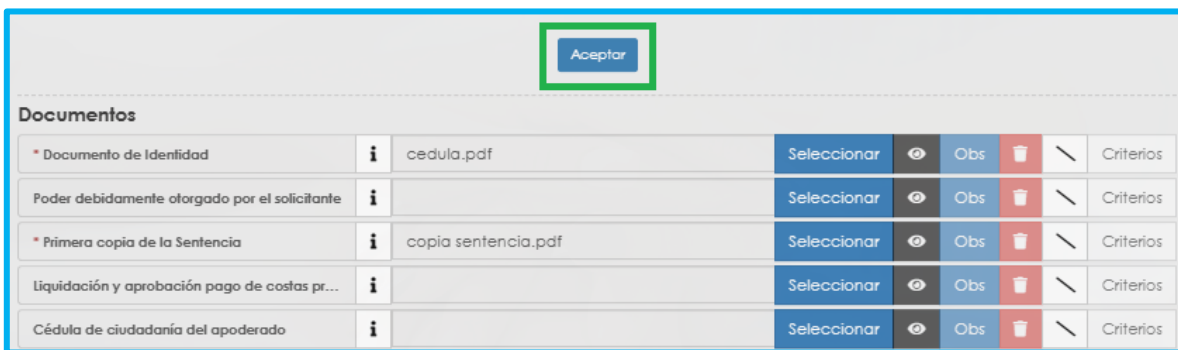 Aceptar
Documentos
* Documento de Identidad i cedula.pdf Seleccionar Obs Criterios
Poder debidamente otorgado por el solicitante i Seleccionar Obs Criterios
* Primera copia de la Sentencia i copia sentencia.pdf Seleccionar Obs Criterios
Liquidación y aprobación pago de costas pr... i Seleccionar Obs Criterios
Cédula de ciudadanía del apoderado i Seleccionar Obs Criterios